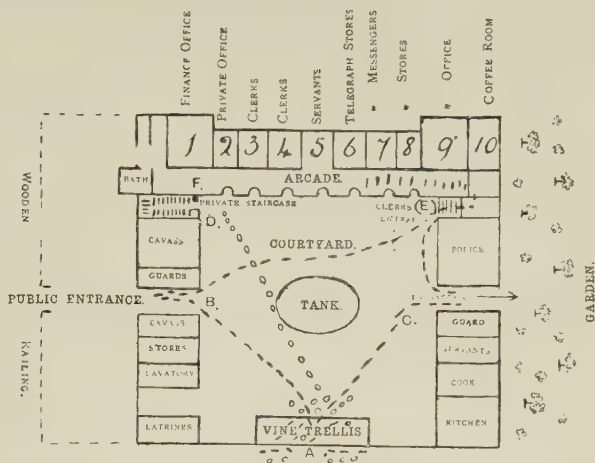 FINANCE OFFICE
PRIVATE OFFICE
CLERKS
CLERKS
SERVANTS
TELEGRAPH STORES
" MESSENGERS
" STORES
" OFFICE
COFFEE ROOM
1 2 3 4 5 6 7 8 9 10
WOODEN
RAILING.
BATH
F.
ARCADE.
PRIVATE STAIRCASE
CLERKS
(E)
D.
CAVASS
COURTYARD.
POLICE
GUARDS
PUBLIC ENTRANCE.
B.
TANK.
C.
GARDEN.
CAVASS
GUARD
STORES
SERVANTS
LAVATORY
COOK
LATRINES
VINE TRELLIS
KITCHEN
A